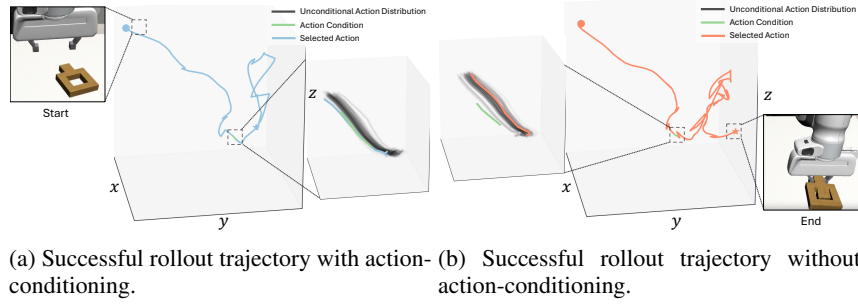 Unconditional Action Distribution
Action Condition
Selected Action
Start
z
x
y
Unconditional Action Distribution
Action Condition
Selected Action
z
x
y
End
(a) Successful rollout trajectory with action-
conditioning.
(b) Successful rollout trajectory without
action-conditioning.